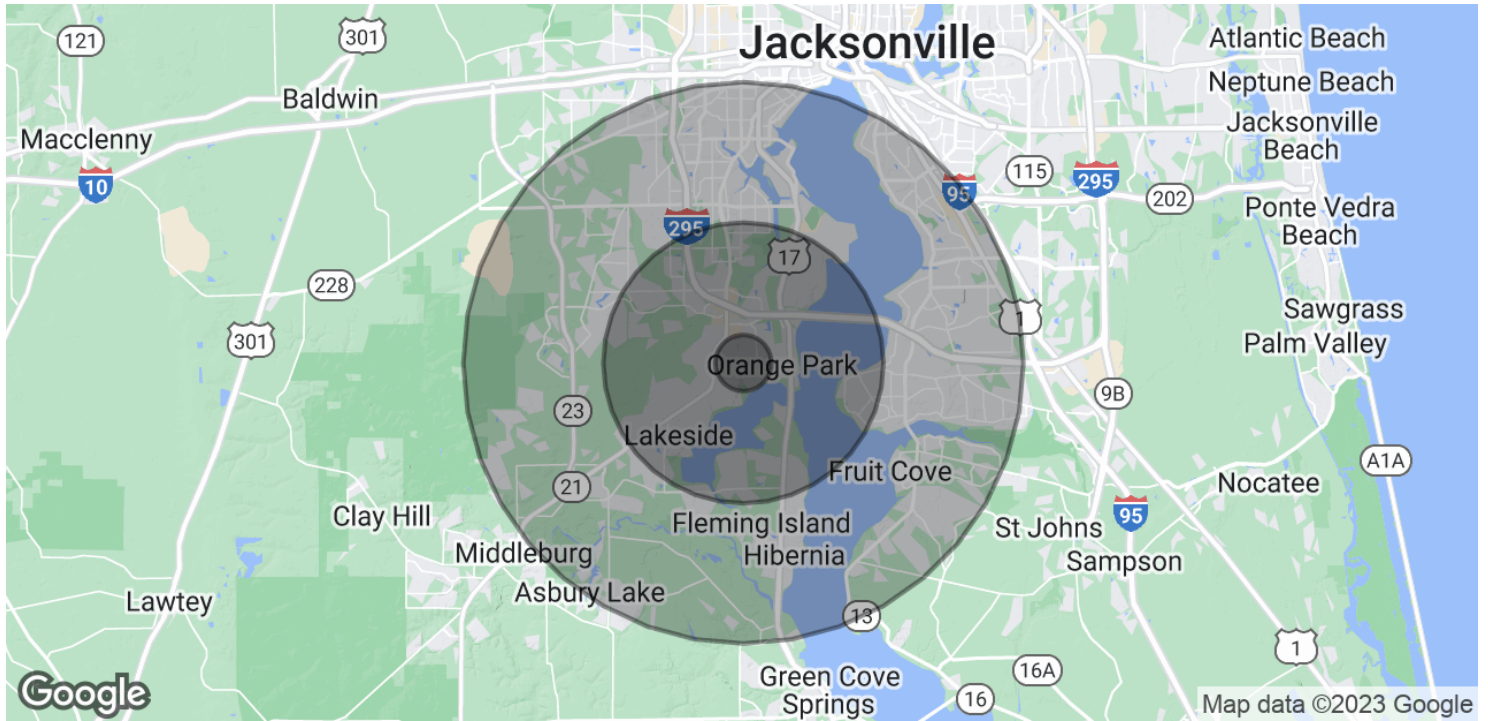 Jacksonville
121
301
Atlantic Beach
Neptune Beach
Baldwin
Jacksonville
Beach
Macclenny
10
115
95
295
202
Ponte Vedra
Beach
295
17
228
301
1
Sawgrass
Palm Valley
Orange Park
9B
23
Lakeside
Fruit Cove
A1A
21
Nocatee
Clay Hill
Fleming Island
Hibernia
St Johns
95
Sampson
Middleburg
Asbury Lake
Lawtey
13
1
16A
Green Cove
Springs
16
Google
Map data ©2023 Google